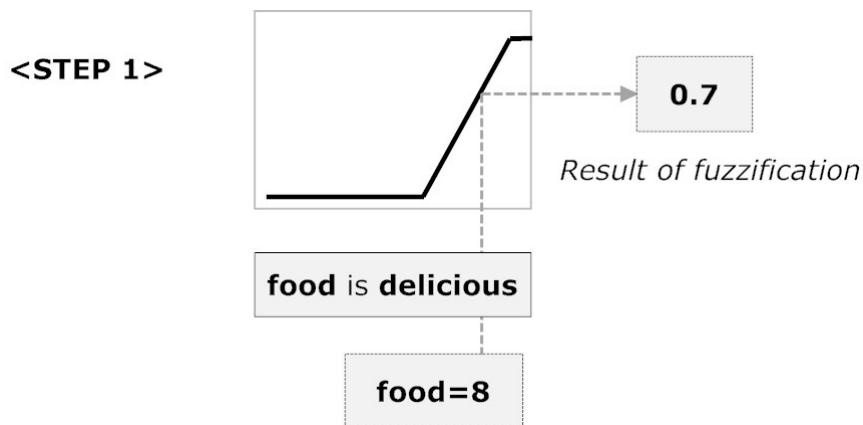 <STEP 1>
0.7
Result of fuzzification
food is delicious
food=8